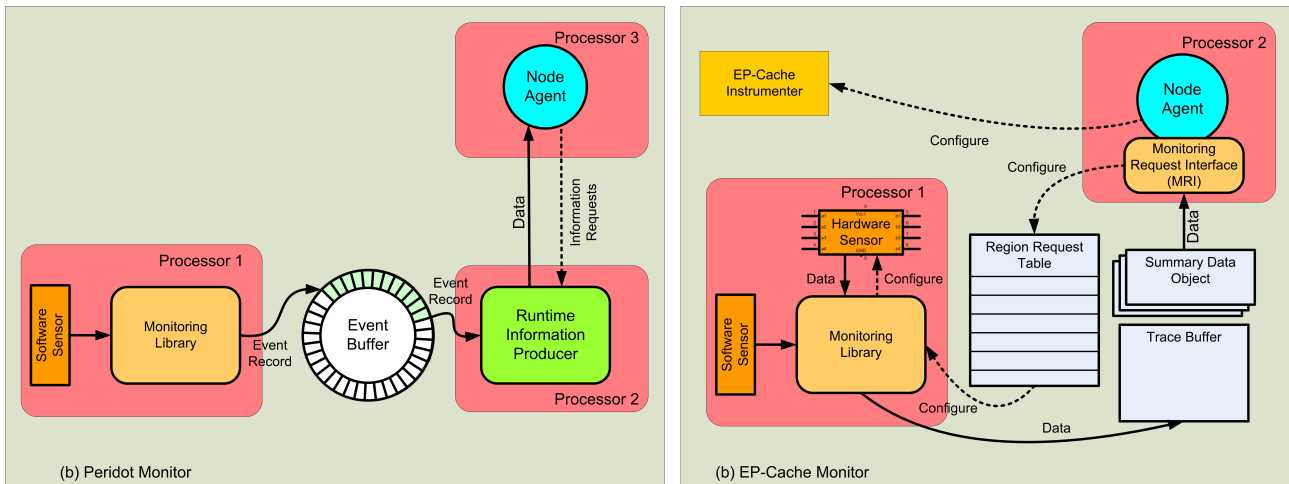 Processor 3
Node
Agent
Data
Information
Requests
Processor 1
Software
Sensor
Monitoring
Library
Event
Record
Event
Buffer
Event
Record
Runtime
Information
Producer
Processor 2
(b) Peridot Monitor
EP-Cache
Instrumenter
Configure
Processor 2
Node
Agent
Monitoring
Request Interface
(MRI)
Configure
Data
Processor 1
Vcc1
Hardware
Sensor
GND
Data
Configure
Software
Sensor
Monitoring
Library
Configure
Region Request
Table
Summary Data
Object
Trace Buffer
Data
(b) EP-Cache Monitor